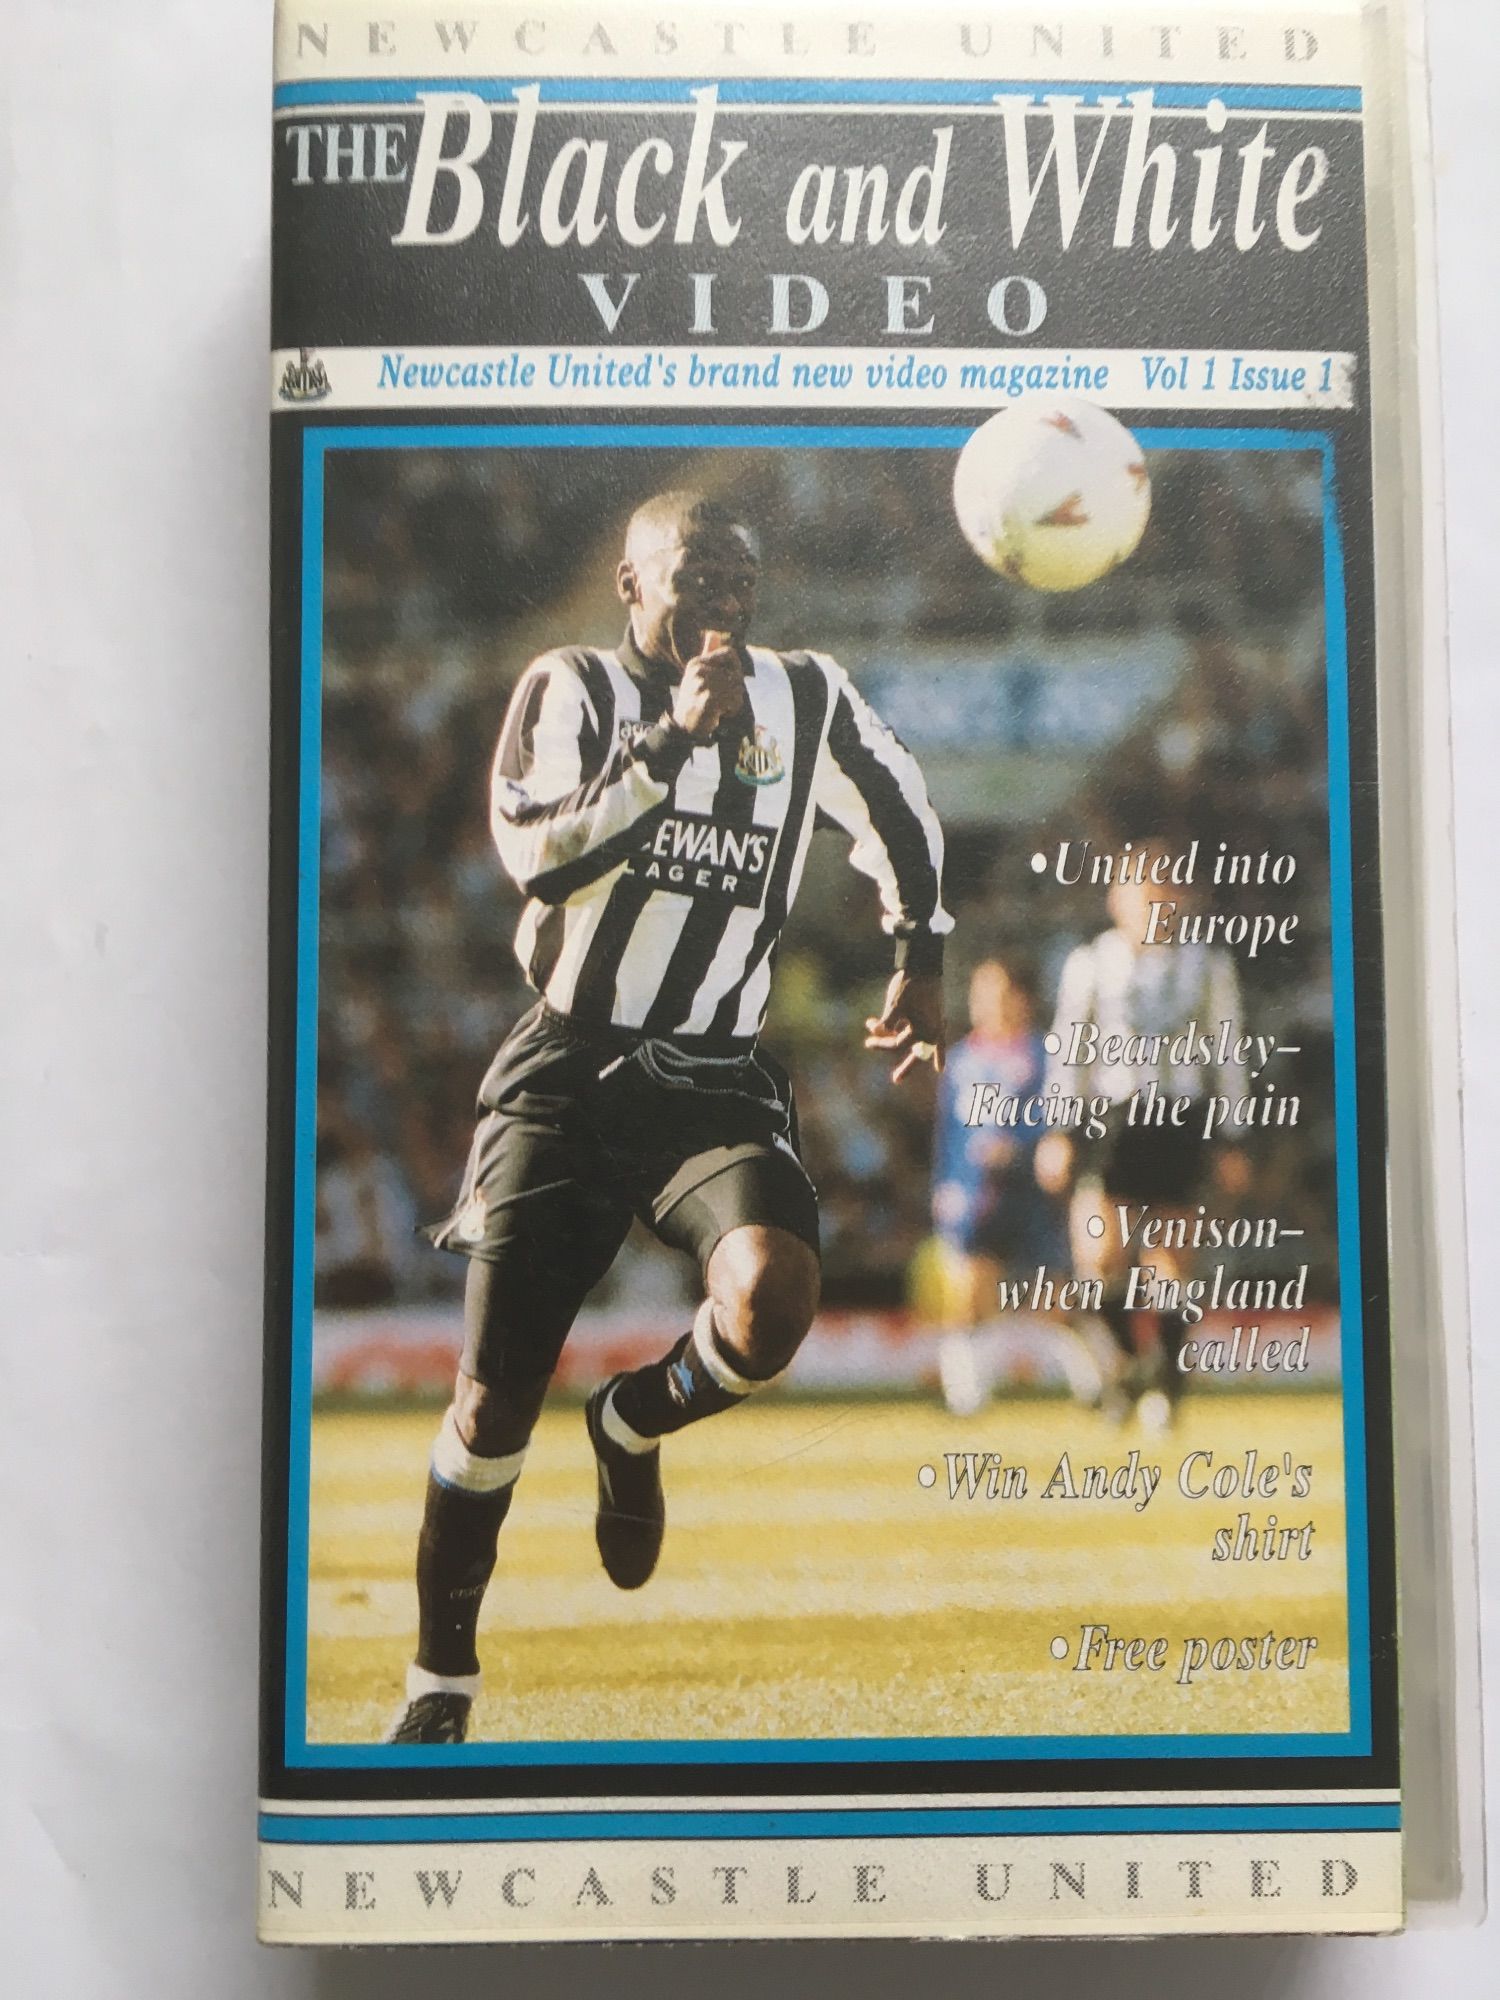 NEWCASTLE UNITED
THE Black and White
VIDEO
Newcastle United's brand new video magazine Vol 1 Issue 1
asics
EWAN'S
LAGER
•United into
Europe
•Beardsley–
Facing the pain
•Venison–
when England
called
•Win Andy Cole's
shirt
•Free poster
NEWCASTLE UNITED